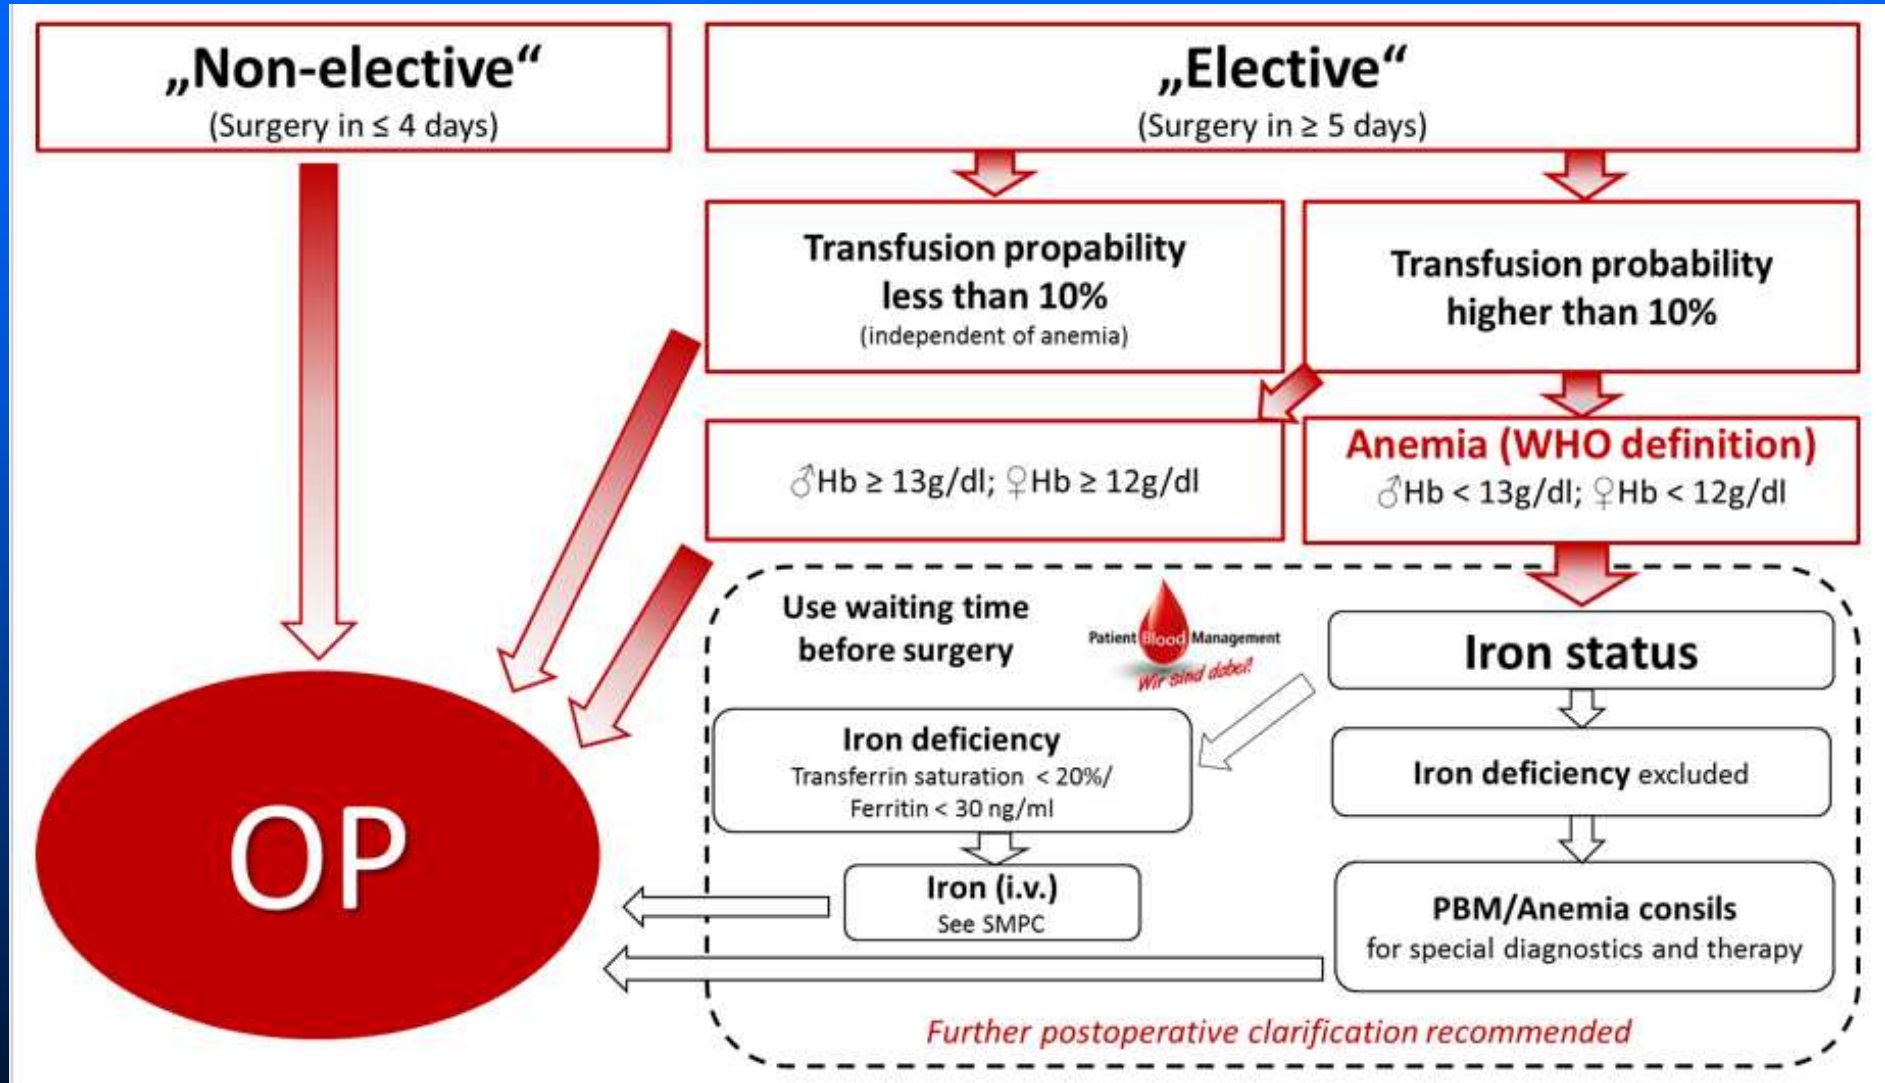 „Non-elective“
(Surgery in ≤ 4 days)
„Elective“
(Surgery in ≥ 5 days)
Transfusion propability
less than 10%
(independent of anemia)
Transfusion probability
higher than 10%
♂Hb ≥ 13g/dl; ♀Hb ≥ 12g/dl
Anemia (WHO definition)
♂Hb < 13g/dl; ♀Hb < 12g/dl
Use waiting time
before surgery
Patient Blood Management
Wir sind dabei!
Iron status
Iron deficiency
Transferrin saturation < 20%/
Ferritin < 30 ng/ml
Iron deficiency excluded
Iron (i.v.)
See SMPC
PBM/Anemia consils
for special diagnostics and therapy
OP
Further postoperative clarification recommended